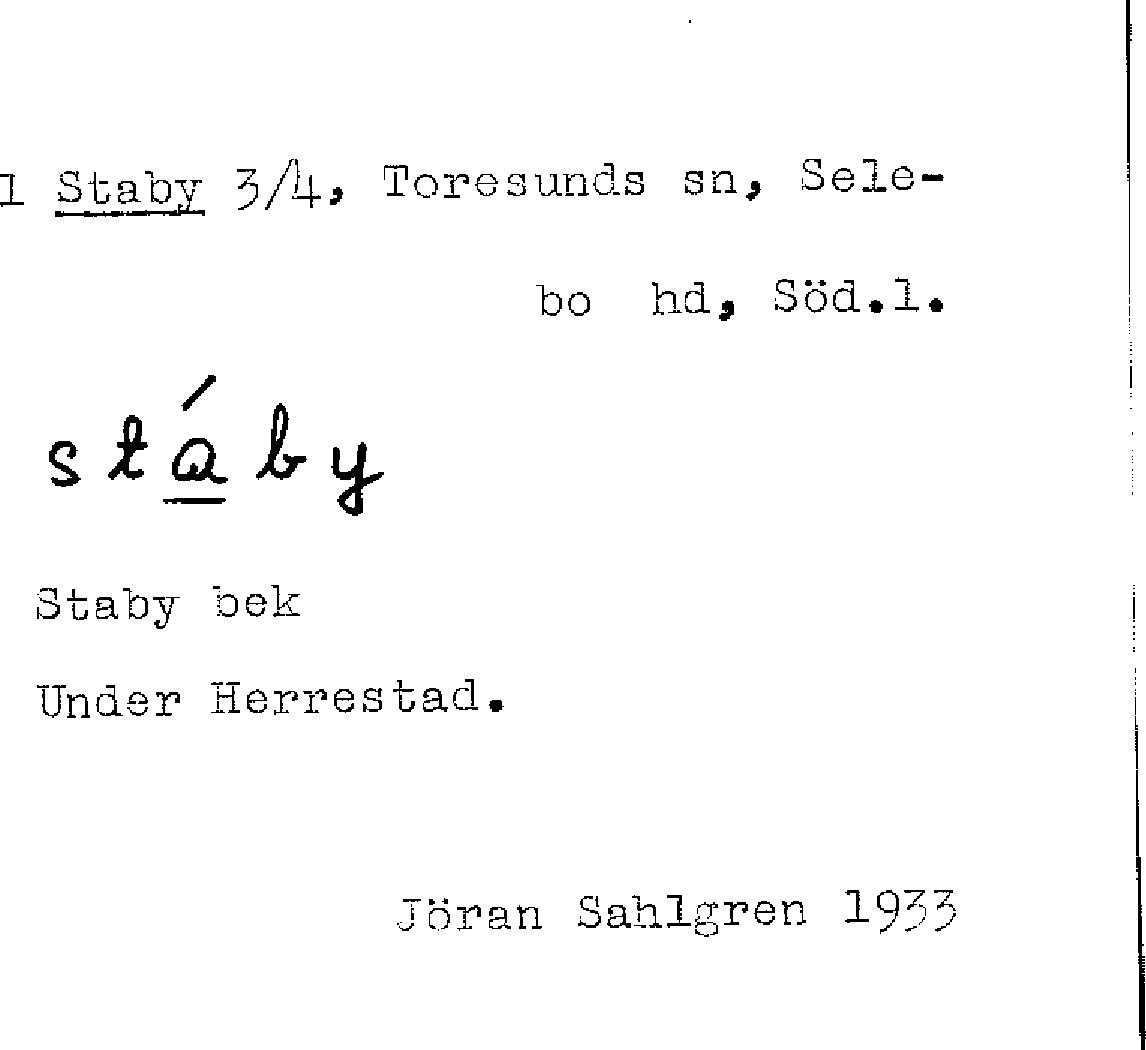 1 Staby 3/4, Toresunds sn, Sele-
bo hd, Söd.l.
stáby
Staby bek
Under Herrestad.
Jöran Sahlgren 1933